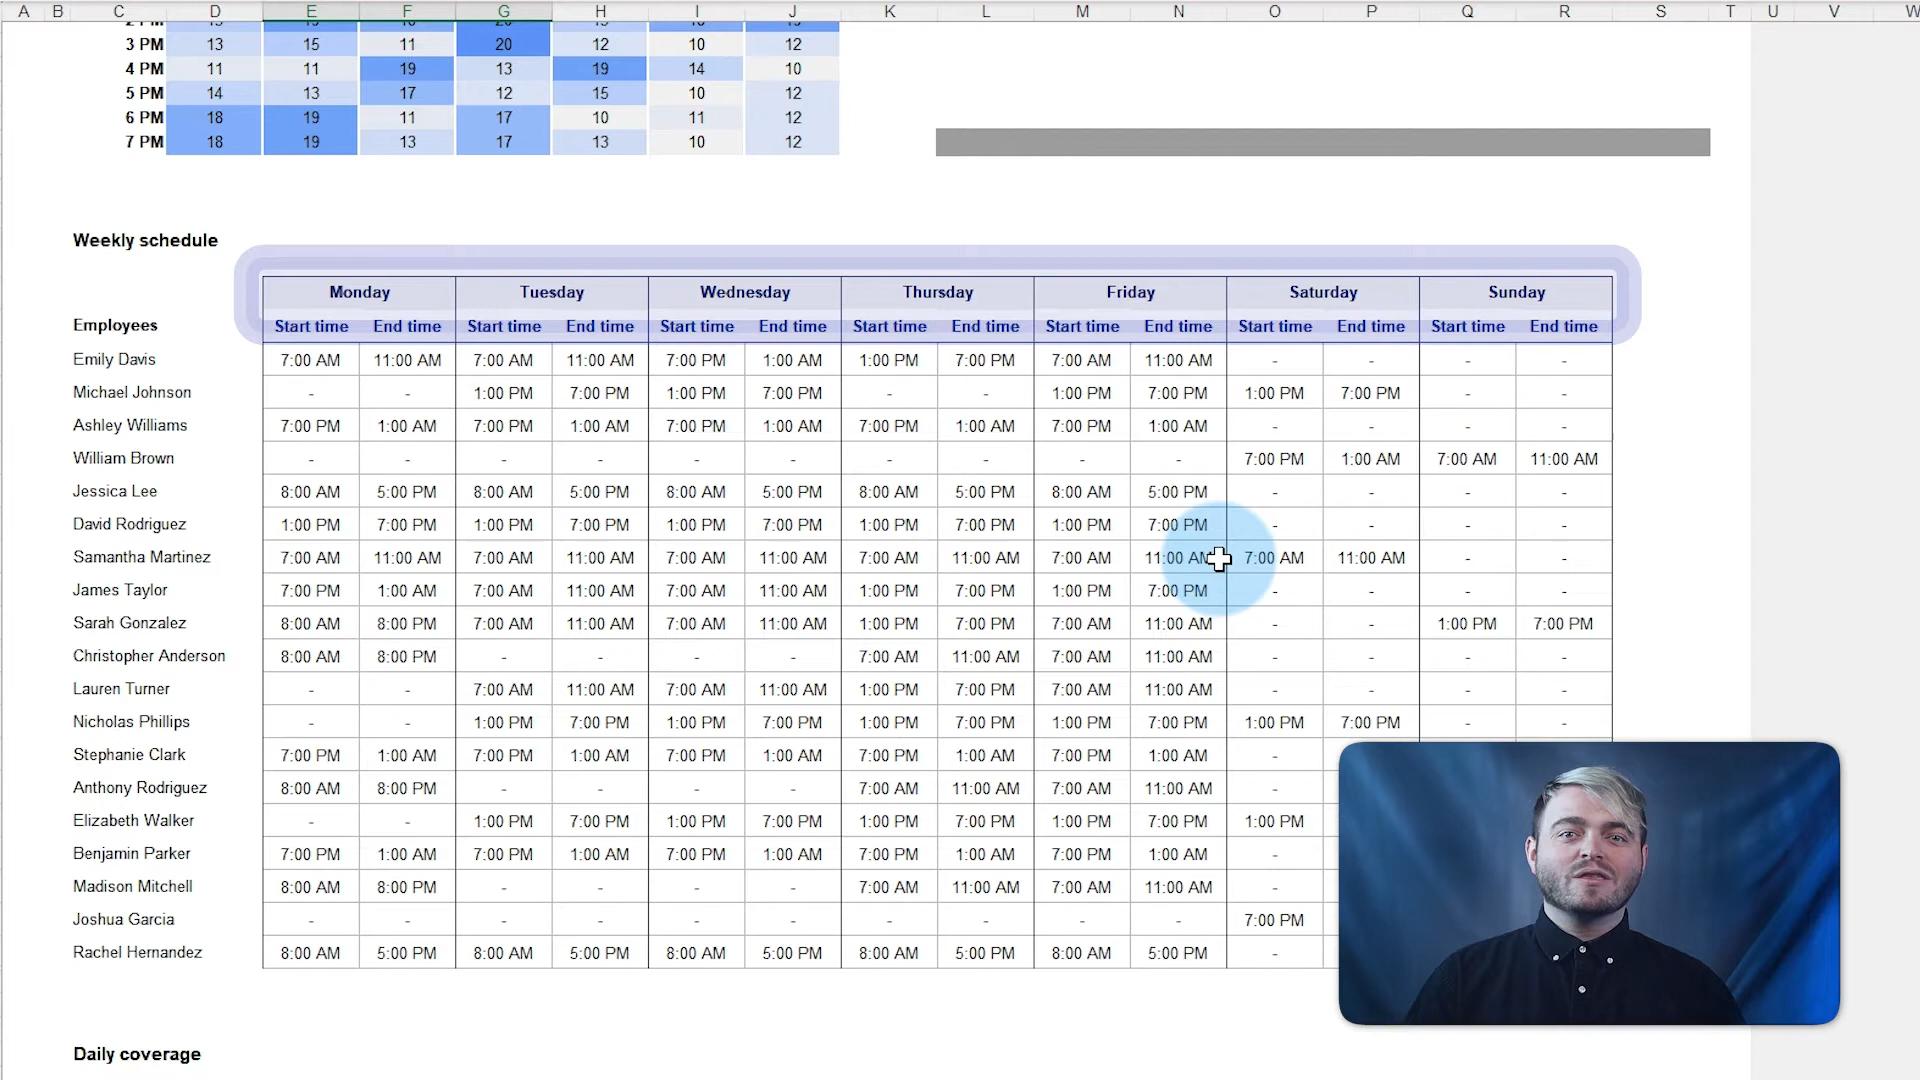 A B C D E F G H I J K L M N O P Q R S T U V W
3 PM 13 15 11 20 12 10 12
4 PM 11 11 19 13 19 14 10
5 PM 14 13 17 12 15 10 12
6 PM 18 19 11 17 10 11 12
7 PM 18 19 13 17 13 10 12
Weekly schedule
Monday Tuesday Wednesday Thursday Friday Saturday Sunday
Employees Start time End time Start time End time Start time End time Start time End time Start time End time Start time End time Start time End time
Emily Davis 7:00 AM 11:00 AM 7:00 AM 11:00 AM 7:00 PM 1:00 AM 1:00 PM 7:00 PM 7:00 AM 11:00 AM - - - -
Michael Johnson - - 1:00 PM 7:00 PM 1:00 PM 7:00 PM - - 1:00 PM 7:00 PM 1:00 PM 7:00 PM - -
Ashley Williams 7:00 PM 1:00 AM 7:00 PM 1:00 AM 7:00 PM 1:00 AM 7:00 PM 1:00 AM 7:00 PM 1:00 AM - - - -
William Brown - - - - - - - - - - 7:00 PM 1:00 AM 7:00 AM 11:00 AM
Jessica Lee 8:00 AM 5:00 PM 8:00 AM 5:00 PM 8:00 AM 5:00 PM 8:00 AM 5:00 PM 8:00 AM 5:00 PM - - - -
David Rodriguez 1:00 PM 7:00 PM 1:00 PM 7:00 PM 1:00 PM 7:00 PM 1:00 PM 7:00 PM 1:00 PM 7:00 PM - - - -
Samantha Martinez 7:00 AM 11:00 AM 7:00 AM 11:00 AM 7:00 AM 11:00 AM 7:00 AM 11:00 AM 7:00 AM 11:00 AM 7:00 AM 11:00 AM - -
James Taylor 7:00 PM 1:00 AM 7:00 AM 11:00 AM 7:00 AM 11:00 AM 1:00 PM 7:00 PM 1:00 PM 7:00 PM - - - -
Sarah Gonzalez 8:00 AM 8:00 PM 7:00 AM 11:00 AM 7:00 AM 11:00 AM 1:00 PM 7:00 PM 7:00 AM 11:00 AM - - 1:00 PM 7:00 PM
Christopher Anderson 8:00 AM 8:00 PM - - - - 7:00 AM 11:00 AM 7:00 AM 11:00 AM - - - -
Lauren Turner - - 7:00 AM 11:00 AM 7:00 AM 11:00 AM 1:00 PM 7:00 PM 7:00 AM 11:00 AM - - - -
Nicholas Phillips - - 1:00 PM 7:00 PM 1:00 PM 7:00 PM 1:00 PM 7:00 PM 1:00 PM 7:00 PM 1:00 PM 7:00 PM - -
Stephanie Clark 7:00 PM 1:00 AM 7:00 PM 1:00 AM 7:00 PM 1:00 AM 7:00 PM 1:00 AM 7:00 PM 1:00 AM -
Anthony Rodriguez 8:00 AM 8:00 PM - - - - 7:00 AM 11:00 AM 7:00 AM 11:00 AM -
Elizabeth Walker - - 1:00 PM 7:00 PM 1:00 PM 7:00 PM 1:00 PM 7:00 PM 1:00 PM 7:00 PM 1:00 PM
Benjamin Parker 7:00 PM 1:00 AM 7:00 PM 1:00 AM 7:00 PM 1:00 AM 7:00 PM 1:00 AM 7:00 PM 1:00 AM -
Madison Mitchell 8:00 AM 8:00 PM - - - - 7:00 AM 11:00 AM 7:00 AM 11:00 AM -
Joshua Garcia - - - - - - - - - - 7:00 PM
Rachel Hernandez 8:00 AM 5:00 PM 8:00 AM 5:00 PM 8:00 AM 5:00 PM 8:00 AM 5:00 PM 8:00 AM 5:00 PM -
Daily coverage